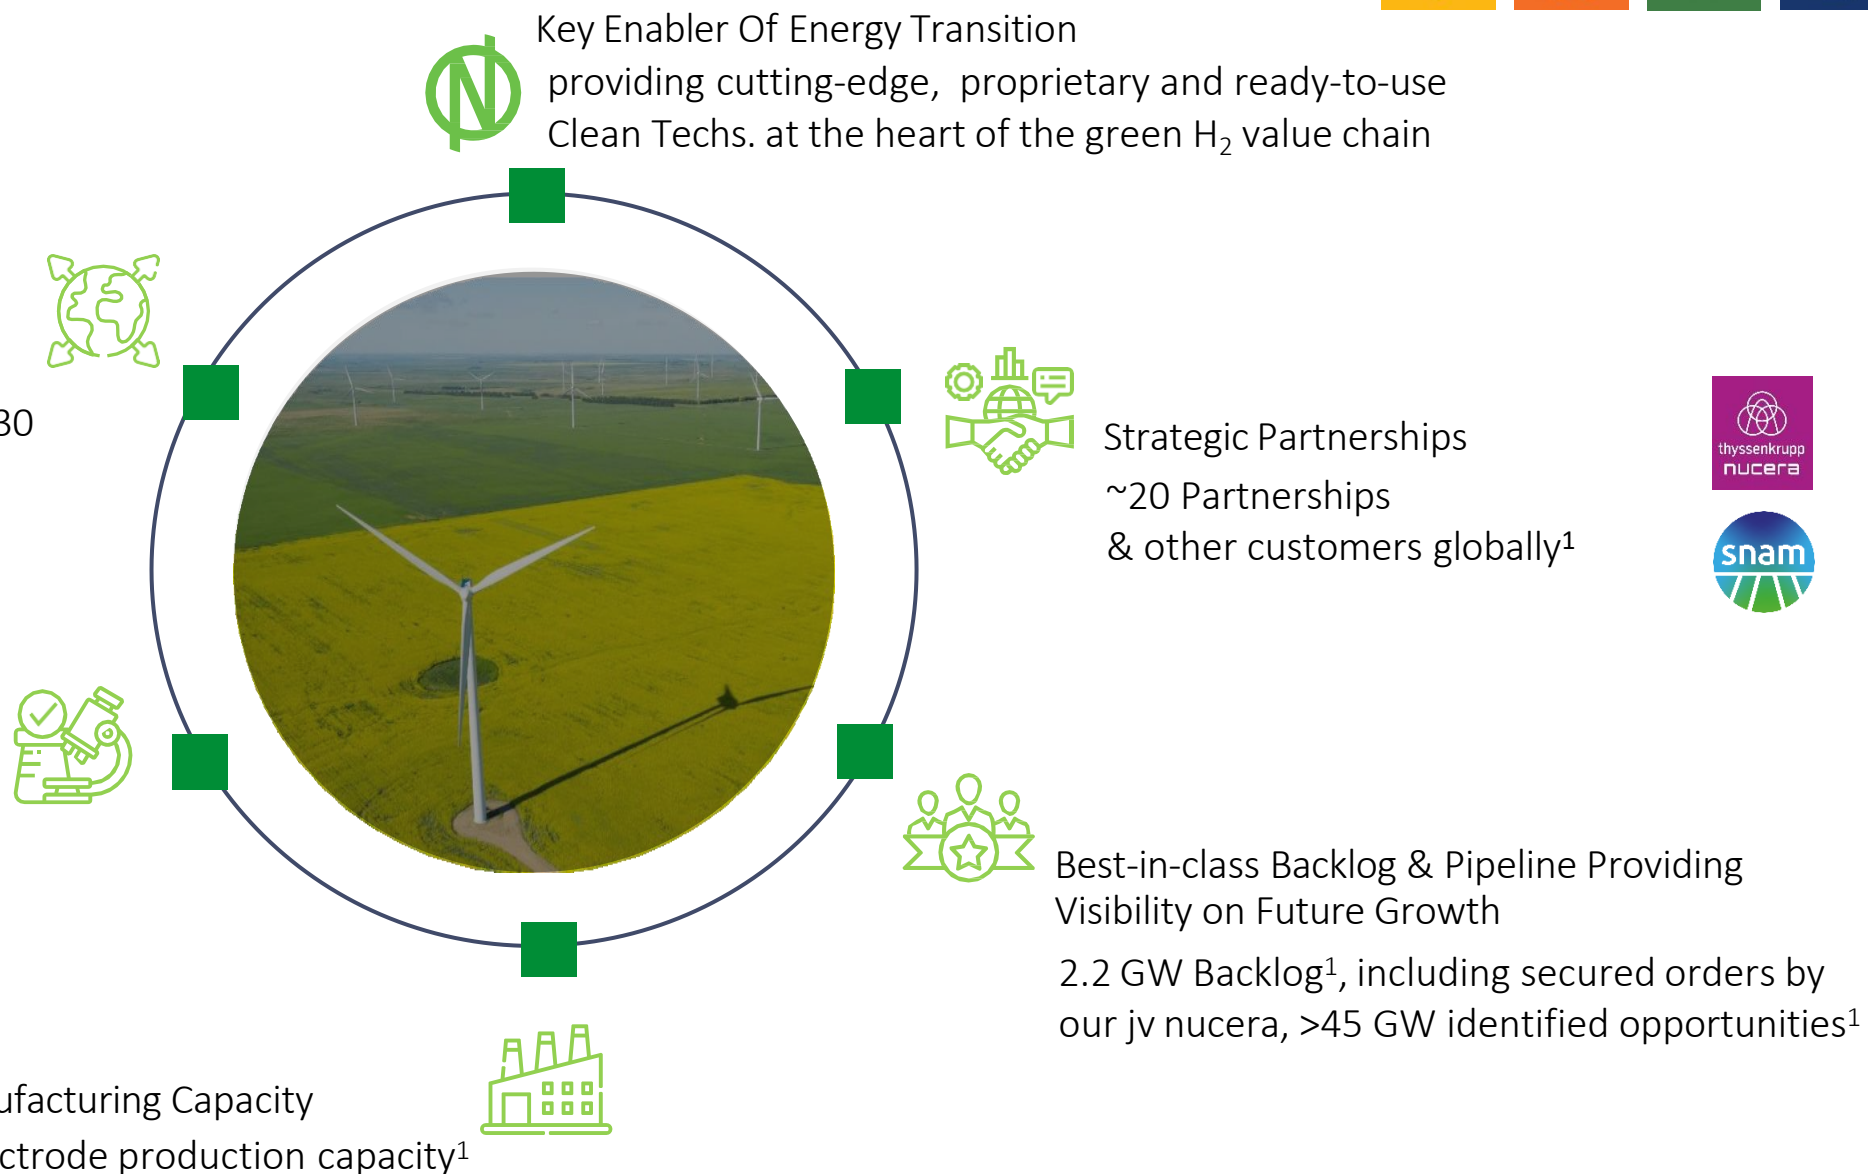 Key Enabler Of Energy Transition
providing cutting-edge, proprietary and ready-to-use
Clean Techs. at the heart of the green H₂ value chain
30
Strategic Partnerships
~20 Partnerships
& other customers globally¹
thyssenkrupp
nucera
snam
Best-in-class Backlog & Pipeline Providing
Visibility on Future Growth
2.2 GW Backlog¹, including secured orders by
our jv nucera, >45 GW identified opportunities¹
ufacturing Capacity
ctrode production capacity¹